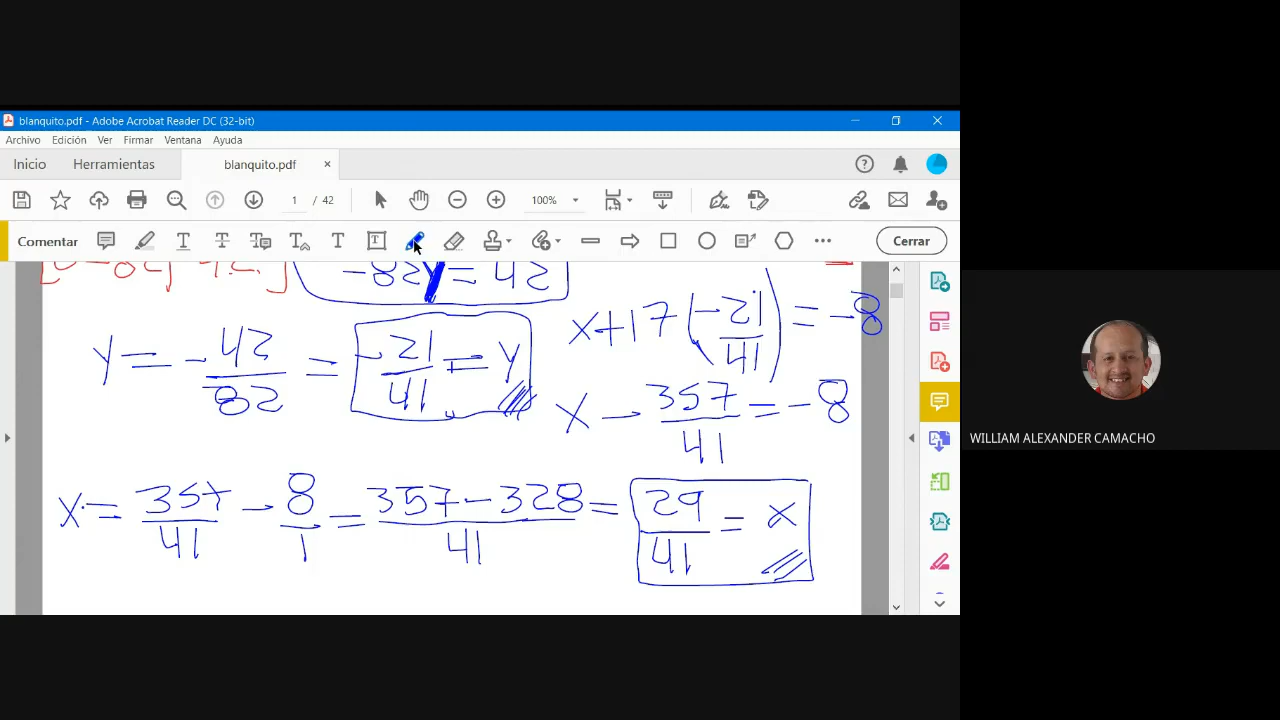 blanquito.pdf - Adobe Acrobat Reader DC (32-bit)
Archivo Edición Ver Firmar Ventana Ayuda
Inicio Herramientas blanquito.pdf ×
1 / 42 100%
Comentar Cerrar
-82y = 42
x+17(-21/41) = -8
y = -42/82 = -21/41 = y
x - 357/41 = -8
x = 357/41 - 8/1 = 357-328/41 = 29/41 = x
WILLIAM ALEXANDER CAMACHO